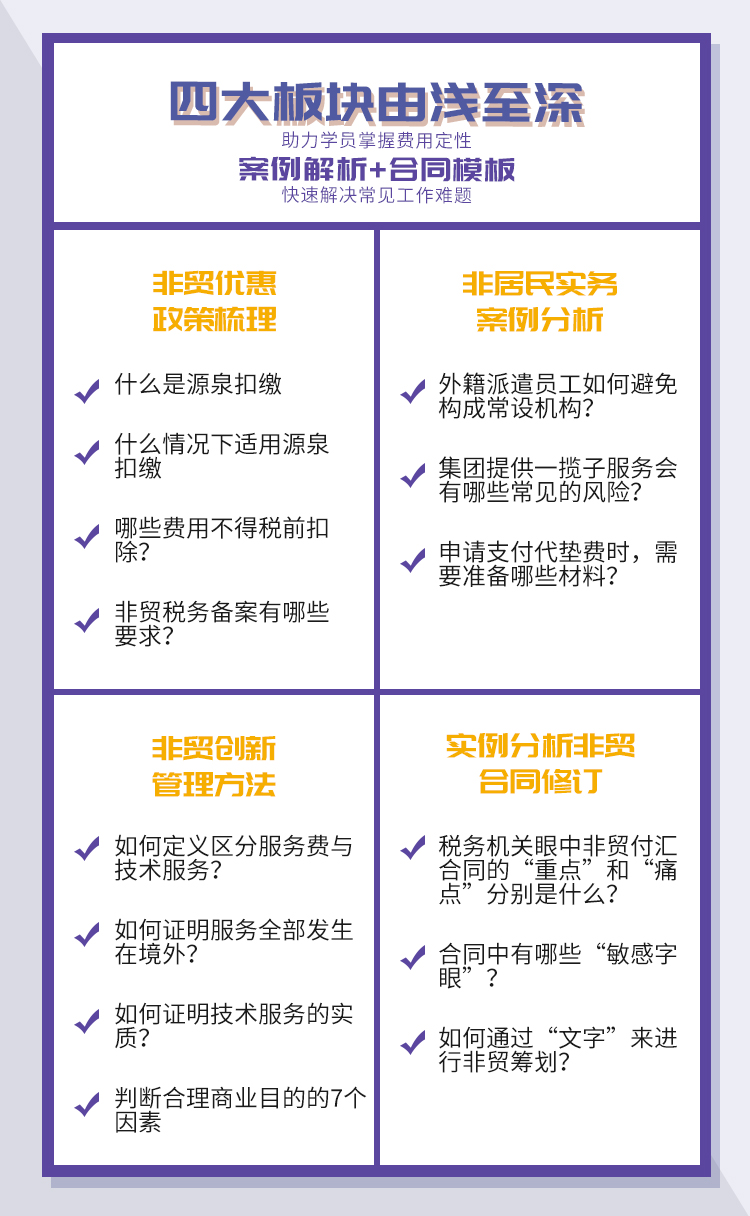 四大板块由浅至深
助力学员掌握费用定性
案例解析+合同模板
快速解决常见工作难题
非贸优惠
政策梳理
什么是源泉扣缴
什么情况下适用源泉
扣缴
哪些费用不得税前扣
除？
非贸税务备案有哪些
要求？
非居民实务
案例分析
外籍派遣员工如何避免
构成常设机构？
集团提供一揽子服务会
有哪些常见的风险？
申请支付代垫费时，需
要准备哪些材料？
非贸创新
管理方法
如何定义区分服务费与
技术服务？
如何证明服务全部发生
在境外？
如何证明技术服务的实
质？
判断合理商业目的的7个
因素
实例分析非贸
合同修订
税务机关眼中非贸付汇
合同的“重点”和“痛
点”分别是什么？
合同中有哪些“敏感字
眼”？
如何通过“文字”来进
行非贸筹划？